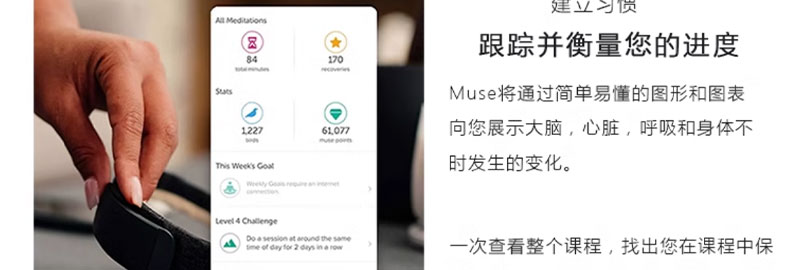 All Meditations
84
total minutes
170
recoveries
Stats
1,227
birds
61,077
muse points
This Week's Goal
Weekly Goals require an internet
connection.
Level 4 Challenge
Do a session at around the same
time of day for 2 days in a row
建立习惯
跟踪并衡量您的进度
Muse将通过简单易懂的图形和图表
向您展示大脑，心脏，呼吸和身体不
时发生的变化。
一次查看整个课程，找出您在课程中保